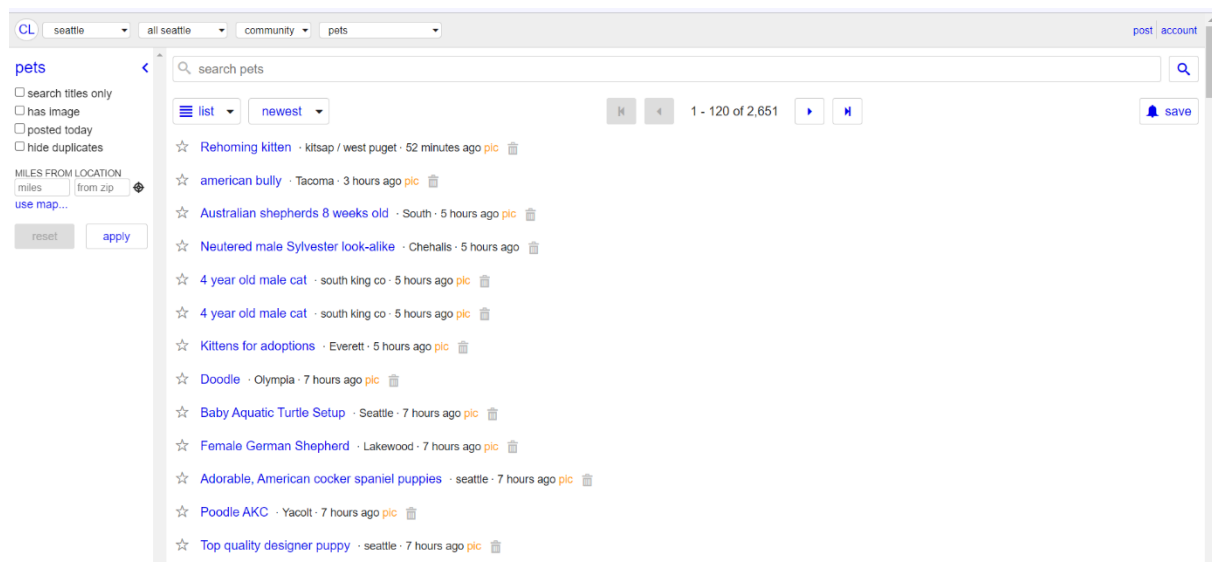 CL seattle all seattle community pets post account
pets
search titles only
has image
posted today
hide duplicates
MILES FROM LOCATION
miles from zip
use map...
reset apply
search pets
list newest 1 - 120 of 2,651 save
Rehoming kitten · kitsap / west puget · 52 minutes ago pic
american bully · Tacoma · 3 hours ago pic
Australian shepherds 8 weeks old · South · 5 hours ago pic
Neutered male Sylvester look-alike · Chehalis · 5 hours ago
4 year old male cat · south king co · 5 hours ago pic
4 year old male cat · south king co · 5 hours ago pic
Kittens for adoptions · Everett · 5 hours ago pic
Doodle · Olympia · 7 hours ago pic
Baby Aquatic Turtle Setup · Seattle · 7 hours ago pic
Female German Shepherd · Lakewood · 7 hours ago pic
Adorable, American cocker spaniel puppies · seattle · 7 hours ago pic
Poodle AKC · Yacolt · 7 hours ago pic
Top quality designer puppy · seattle · 7 hours ago pic